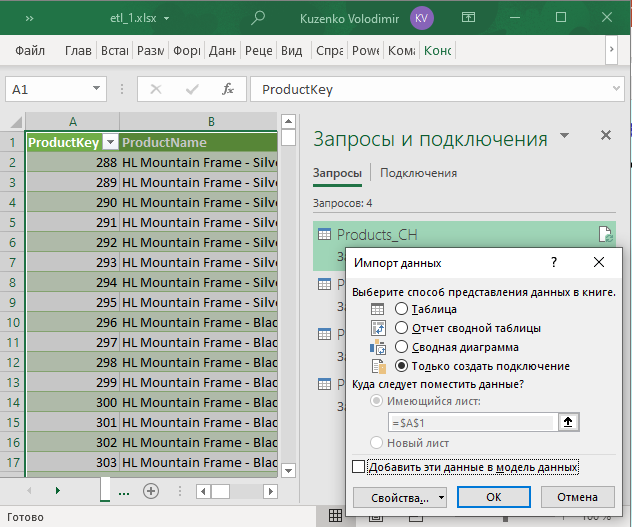 » etl_1.xlsx Kuzenko Volodimir KV
Файл Глав Встав Разм Форм Данн Реце Вид Спра Powe Кома Конс
A1 fx ProductKey
A B
1 ProductKey ProductName
2 288 HL Mountain Frame - Silve
3 289 HL Mountain Frame - Silve
4 290 HL Mountain Frame - Silve
5 291 HL Mountain Frame - Silve
6 292 HL Mountain Frame - Silve
7 293 HL Mountain Frame - Silve
8 294 HL Mountain Frame - Silve
9 295 HL Mountain Frame - Silve
10 296 HL Mountain Frame - Blac
11 297 HL Mountain Frame - Blac
12 298 HL Mountain Frame - Blac
13 299 HL Mountain Frame - Blac
14 300 HL Mountain Frame - Blac
15 301 HL Mountain Frame - Blac
16 302 HL Mountain Frame - Blac
17 303 HL Mountain Frame - Blac
...
Готово
100 %
Запросы и подключения
Запросы Подключения
Запросов: 4
Products_CH
Импорт данных ?
Выберите способ представления данных в книге.
Таблица
Отчет сводной таблицы
Сводная диаграмма
Только создать подключение
Куда следует поместить данные?
Имеющийся лист:
=$A$1
Новый лист
Добавить эти данные в модель данных
Свойства... ОК Отмена